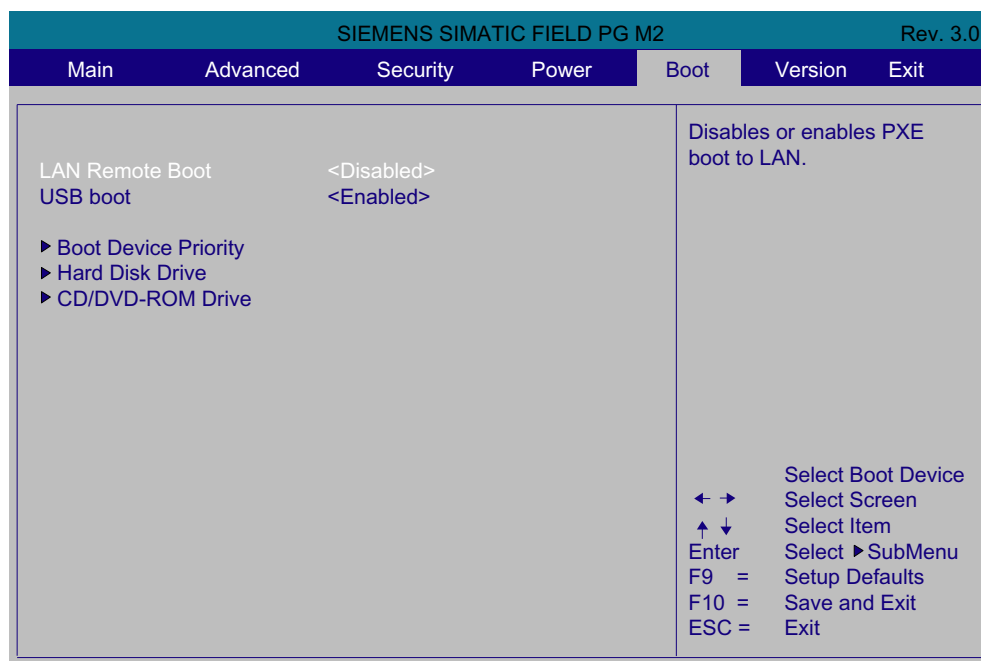 SIEMENS SIMATIC FIELD PG M2 Rev. 3.0
Main Advanced Security Power Boot Version Exit
LAN Remote Boot <Disabled>
USB boot <Enabled>
Boot Device Priority
Hard Disk Drive
CD/DVD-ROM Drive
Disables or enables PXE
boot to LAN.
Select Boot Device
← → Select Screen
↑ ↓ Select Item
Enter Select ▶ SubMenu
F9 = Setup Defaults
F10 = Save and Exit
ESC = Exit